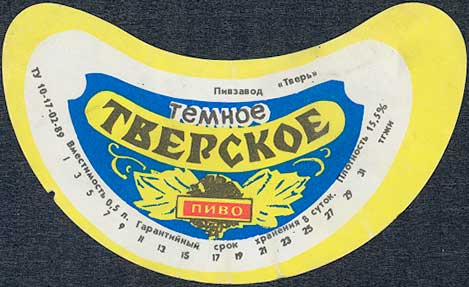 Пивзавод «Тверь»
темное
ТВЕРСКОЕ
ПИВО
ТУ 10-17-02-89 Вместимость 0,5 л. Гарантийный срок хранения 8 суток. Плотность 15,5%
1 3 5 7 9 11 13 15 17 19 21 23 25 27 29 31 ТГЖИ